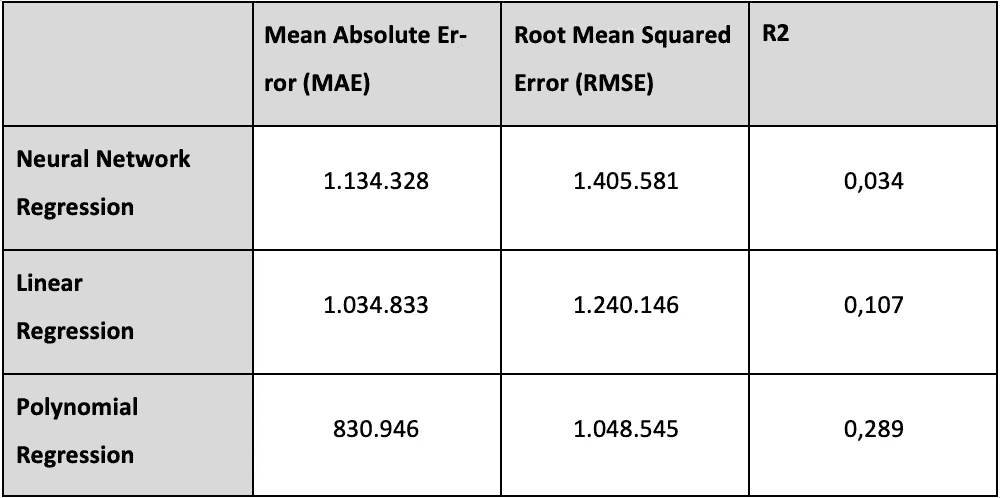 Mean Absolute Er-
ror (MAE)
Root Mean Squared
Error (RMSE)
R2
Neural Network
Regression
1.134.328
1.405.581
0,034
Linear
Regression
1.034.833
1.240.146
0,107
Polynomial
Regression
830.946
1.048.545
0,289